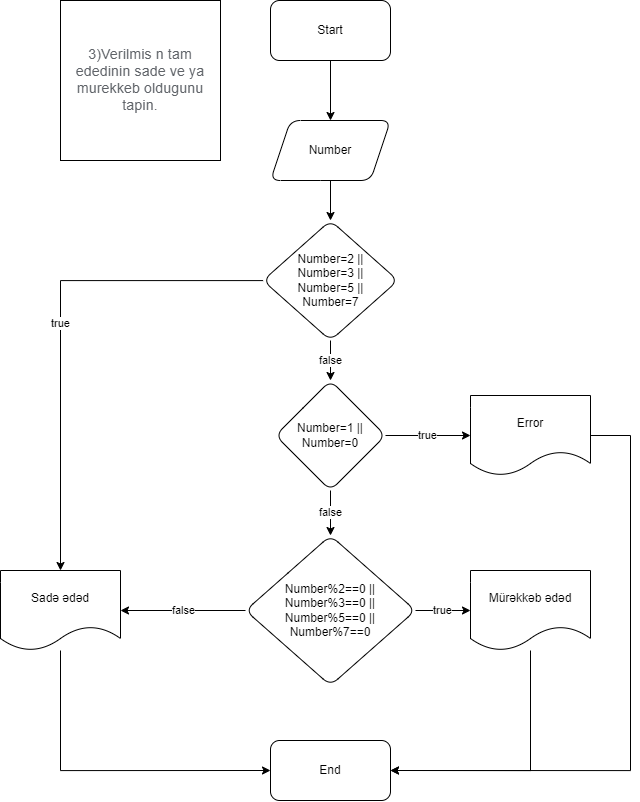 3)Verilmis n tam
ededinin sade ve ya
murekkeb oldugunu
tapin.
Start
Number
Number=2 ||
Number=3 ||
Number=5 ||
Number=7
true
false
Number=1 ||
Number=0
true
Error
false
Sadə ədəd
false
Number%2==0 ||
Number%3==0 ||
Number%5==0 ||
Number%7==0
true
Mürəkkəb ədəd
End